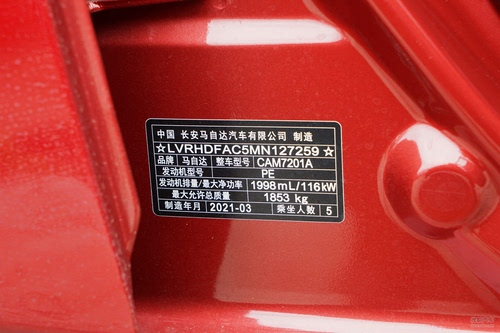 中国 长安马自达汽车有限公司 制造
☆LVRHDFAC5MN127259☆
品牌 马自达 整车型号 CAM7201A
发动机型号 PE
发动机排量/最大净功率 1998mL/116kW
最大允许总质量 1853 kg
制造年月 2021-03 乘坐人数 5